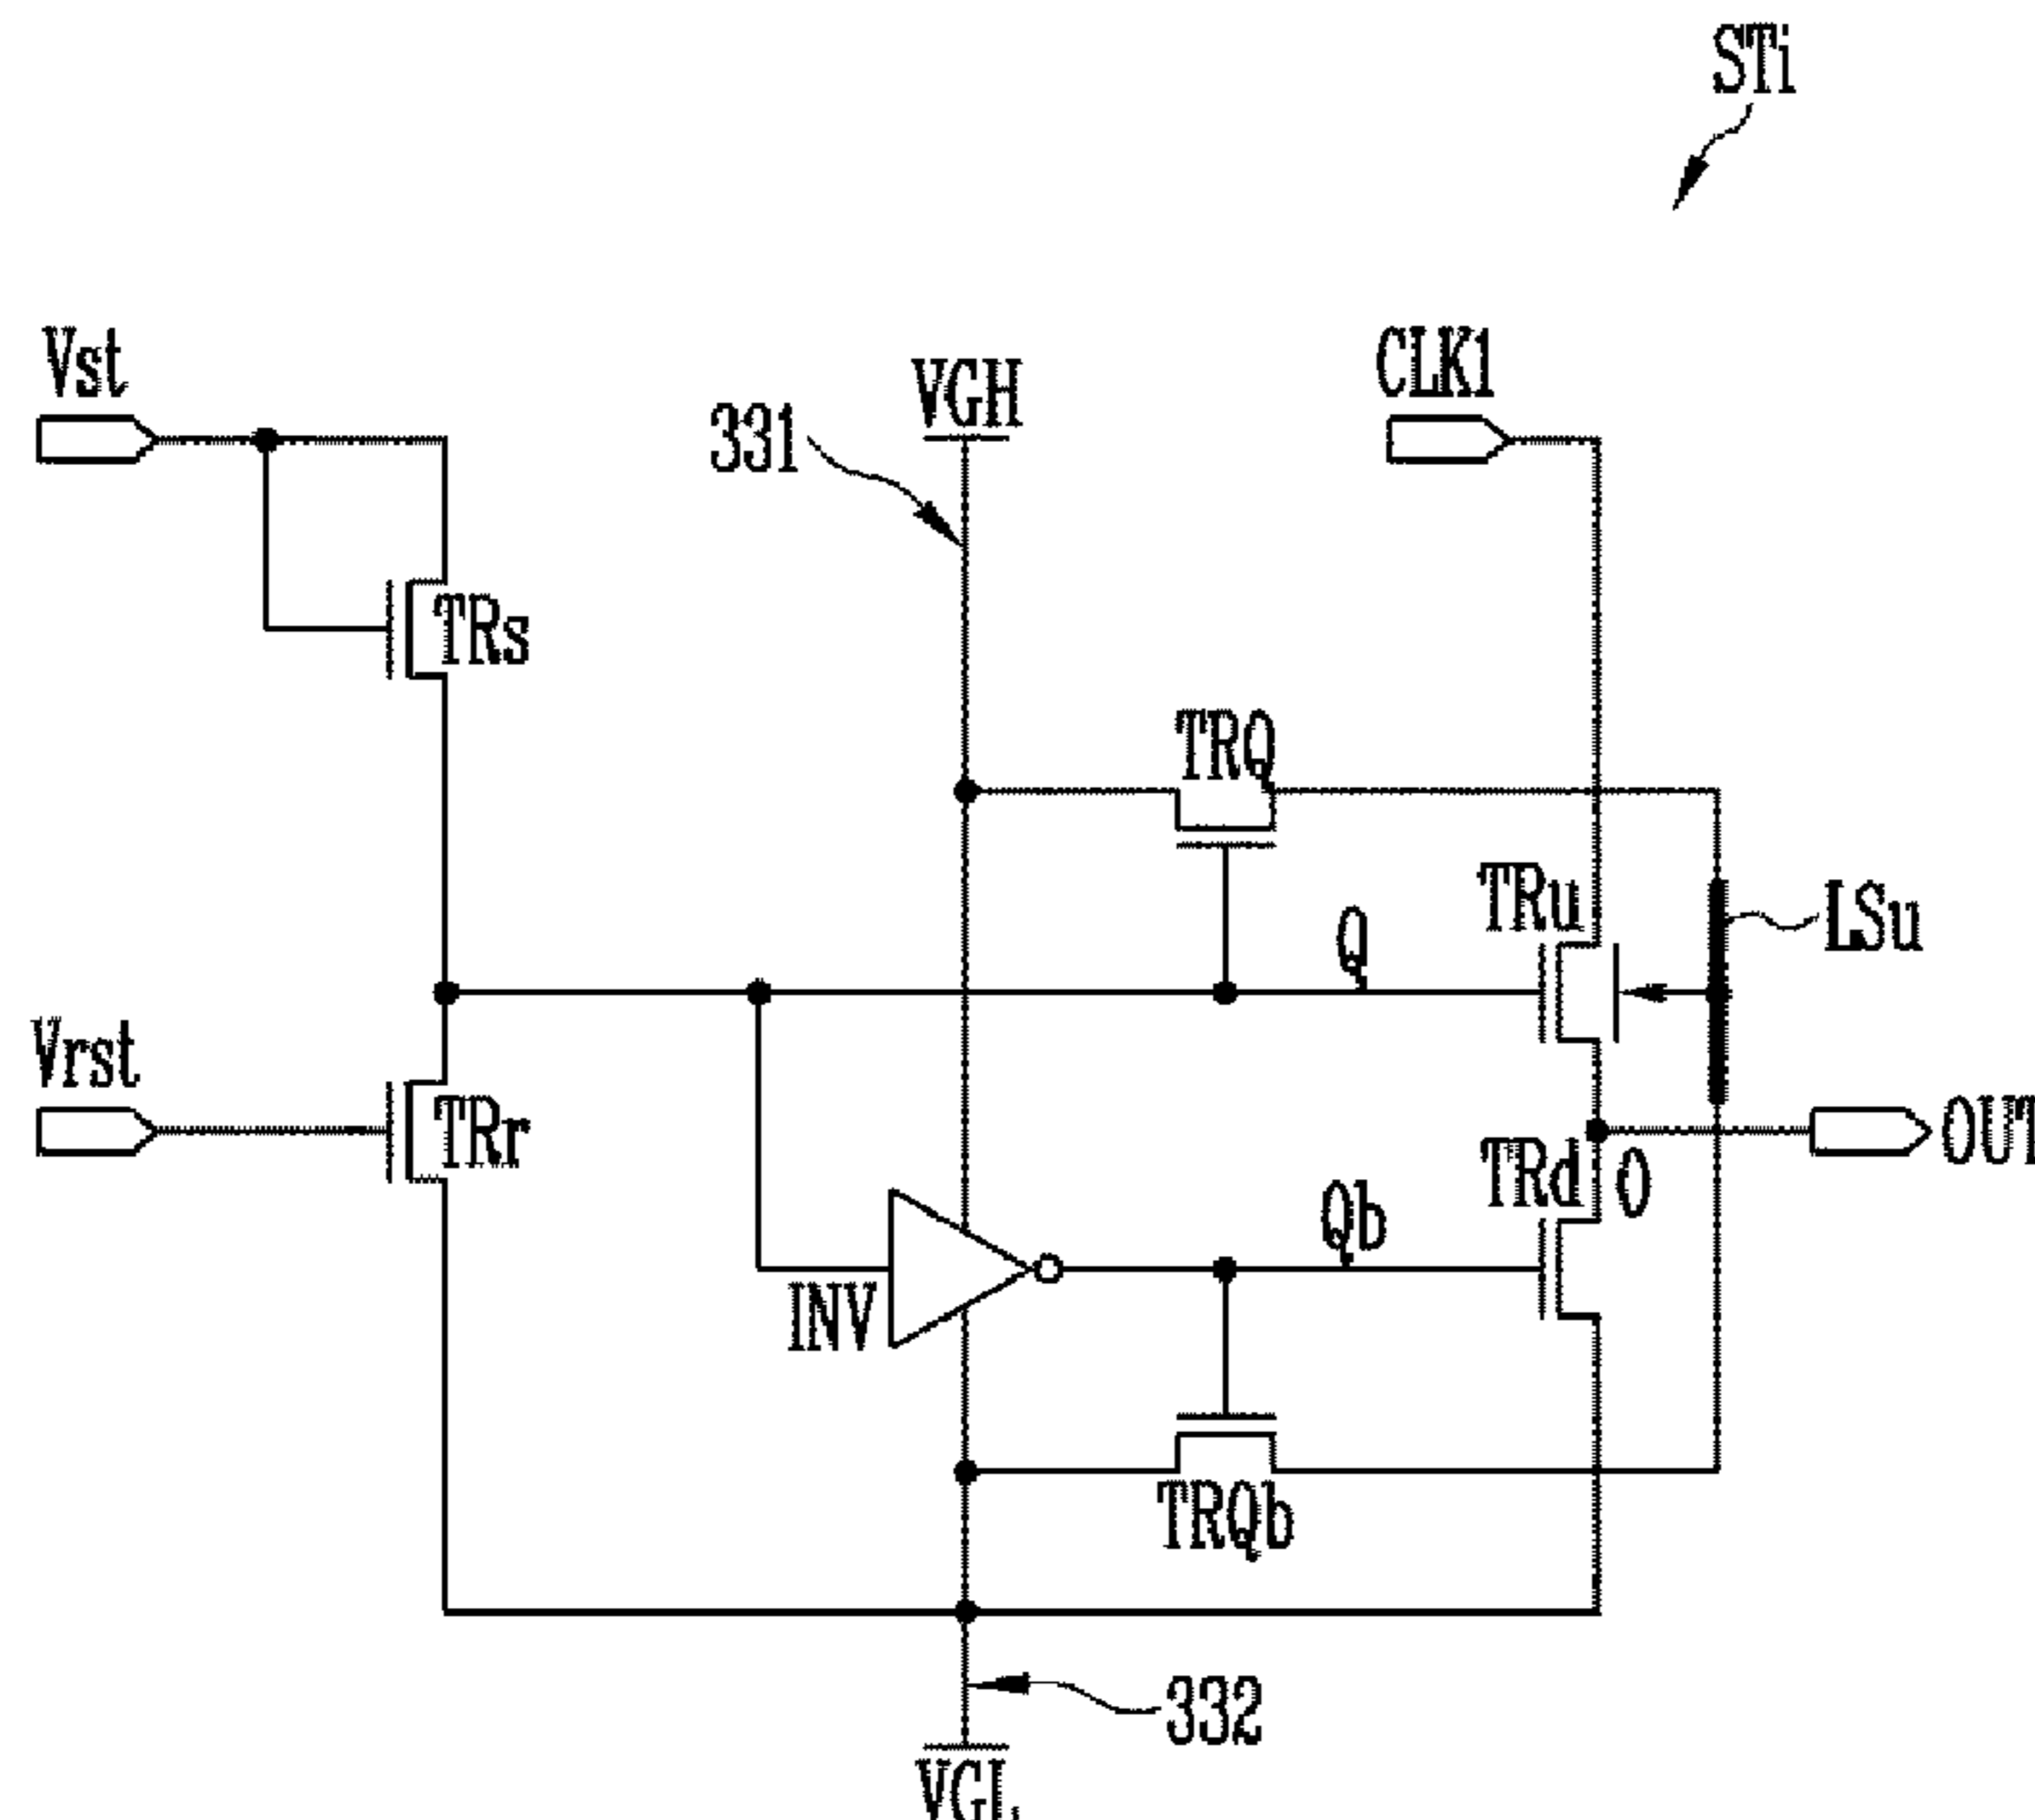 STi
Vst
VGH
CLK1
331
TRs
TRQ
TRu
LSu
Q
Vrst
TRr
OUT
TRd
O
Qb
INV
TRQb
332
VGL